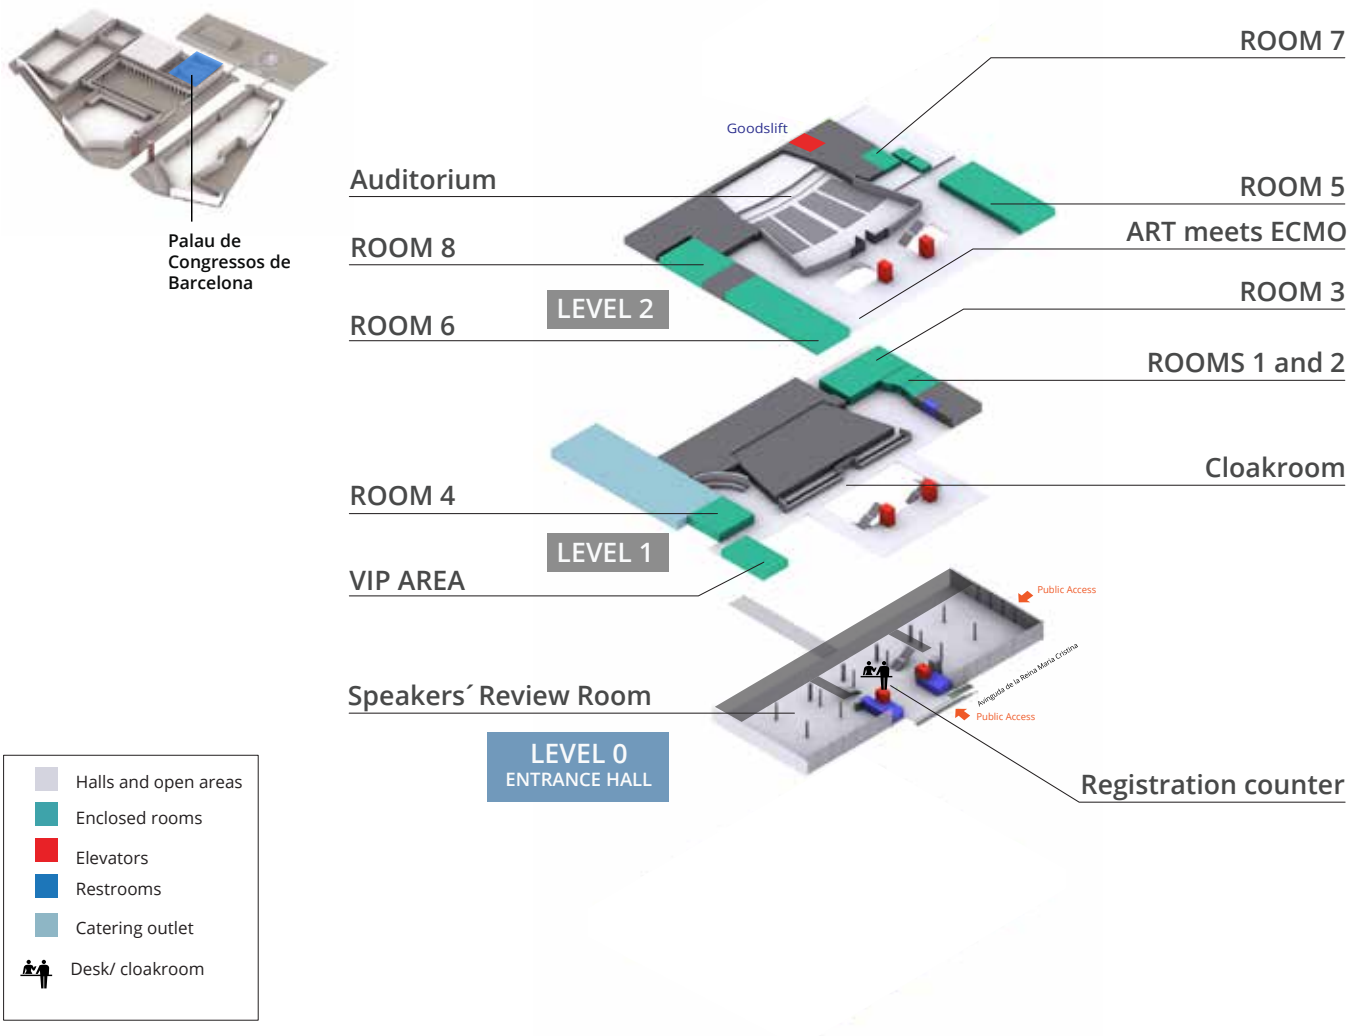 ROOM 7
Goodslift
Auditorium
ROOM 5
ART meets ECMO
Palau de
Congressos de
Barcelona
ROOM 8
ROOM 3
LEVEL 2
ROOM 6
ROOMS 1 and 2
Cloakroom
ROOM 4
LEVEL 1
VIP AREA
Public Access
Avinguda de la Reina Maria Cristina
Speakers´ Review Room
Public Access
LEVEL 0
ENTRANCE HALL
Registration counter
Halls and open areas
Enclosed rooms
Elevators
Restrooms
Catering outlet
Desk/ cloakroom